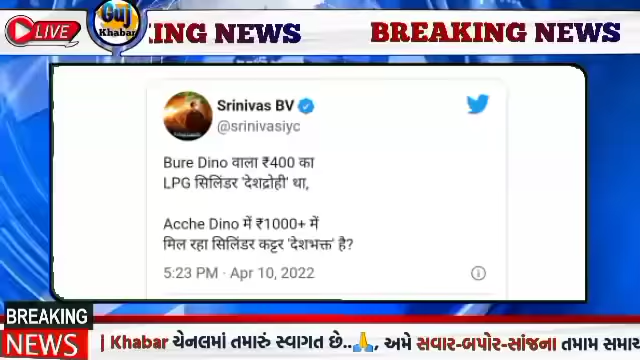 LIVE
Guj
Khabar
ING NEWS
BREAKING NEWS
Srinivas BV
@srinivasiyc
Bure Dino वाला ₹400 का
LPG सिलिंडर 'देशद्रोही' था,
Acche Dino में ₹1000+ में
मिल रहा सिलिंडर कट्टर 'देशभक्त' है?
5:23 PM · Apr 10, 2022
BREAKING
NEWS
| Khabar ચેનલમાં તમારું સ્વાગત છે..🙏, અમે સવાર-બપોર-સાંજના તમામ સમાર